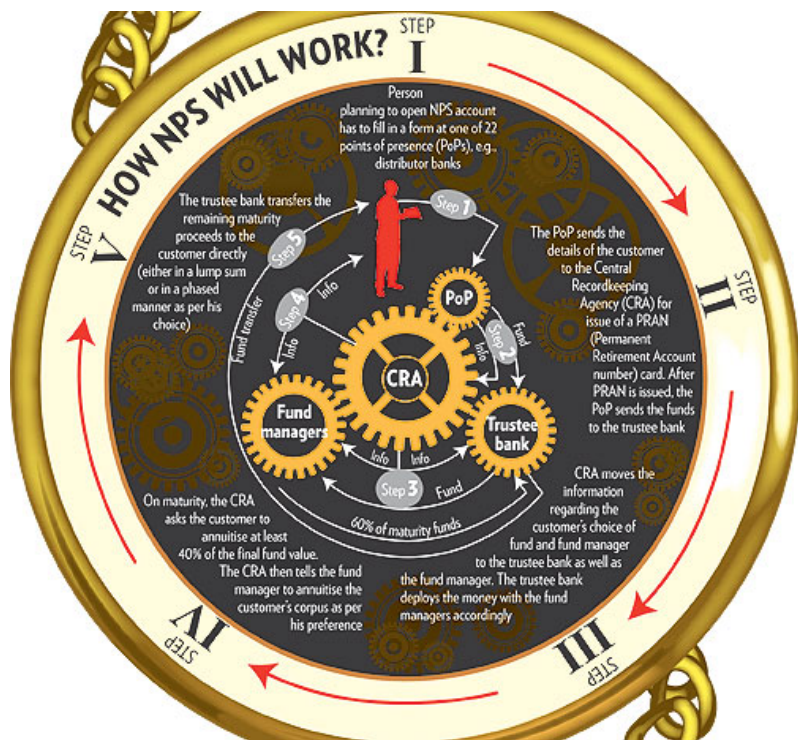 HOW NPS WILL WORK?
STEP
I
Person
planning to open NPS account
has to fill in a form at one of 22
points of presence (PoPs), e.g.,
distributor banks
Step 1
STEP
II
The PoP sends the
details of the customer
to the Central
Recordkeeping
Agency (CRA) for
issue of a PRAN
(Permanent
Retirement Account
number) card. After
PRAN is issued, the
PoP sends the funds
to the trustee bank
PoP
Step 2
Fund
Info
CRA
Trustee
bank
Fund
managers
STEP
III
CRA moves the
information
regarding the
customer's choice of
fund and fund manager
to the trustee bank as well as
the fund manager. The trustee bank
deploys the money with the fund
managers accordingly
Info
Info
Step 3
Fund
60% of maturity funds
STEP
IV
On maturity, the CRA
asks the customer to
annuitise at least
40% of the final fund value.
The CRA then tells the fund
manager to annuitise the
customer's corpus as per
his preference
Step 4
Info
Info
STEP
V
The trustee bank transfers the
remaining maturity
proceeds to the
customer directly
(either in a lump sum
or in a phased
manner as per his
choice)
Step 5
Fund transfer